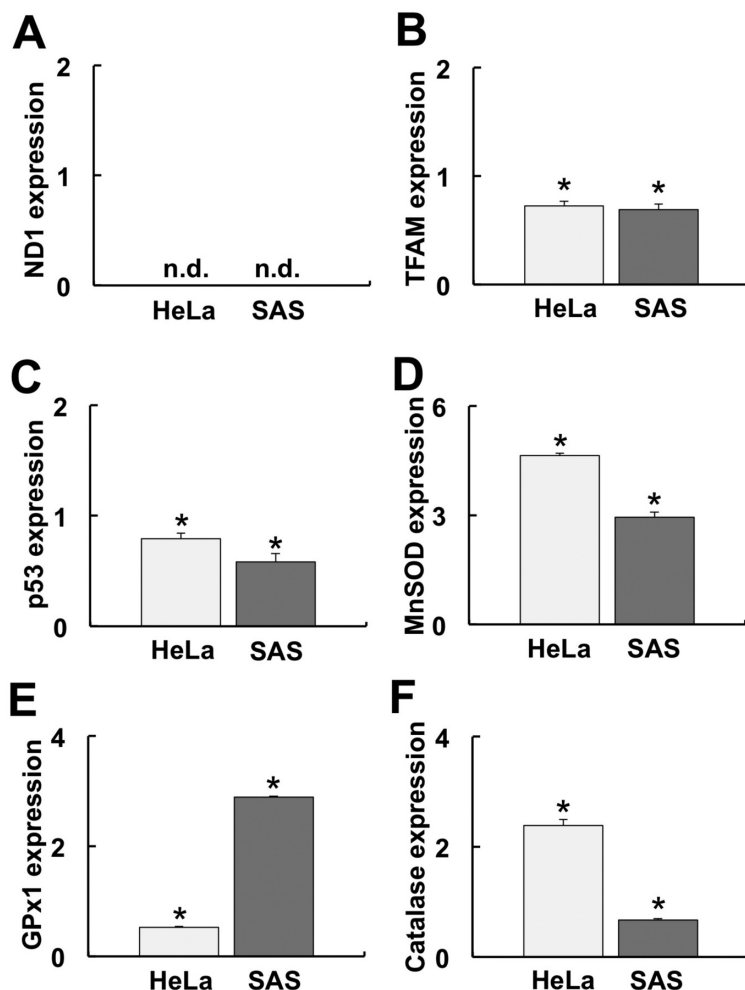 A
ND1 expression
2
1
0
n.d. n.d.
HeLa SAS
B
TFAM expression
2
1
0
* *
HeLa SAS
C
p53 expression
2
1
0
* *
HeLa SAS
D
MnSOD expression
6
3
0
* *
HeLa SAS
E
GPx1 expression
4
2
0
* *
HeLa SAS
F
Catalase expression
4
2
0
* *
HeLa SAS